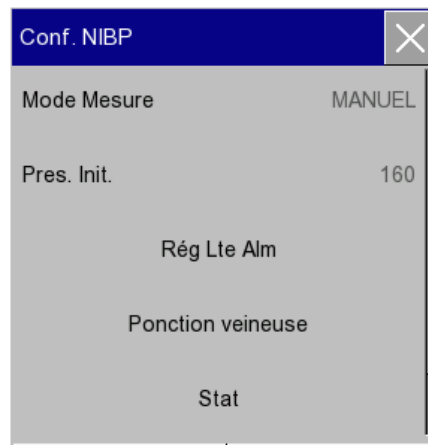 Conf. NIBP
Mode Mesure MANUEL
Pres. Init. 160
Rég Lte Alm
Ponction veineuse
Stat